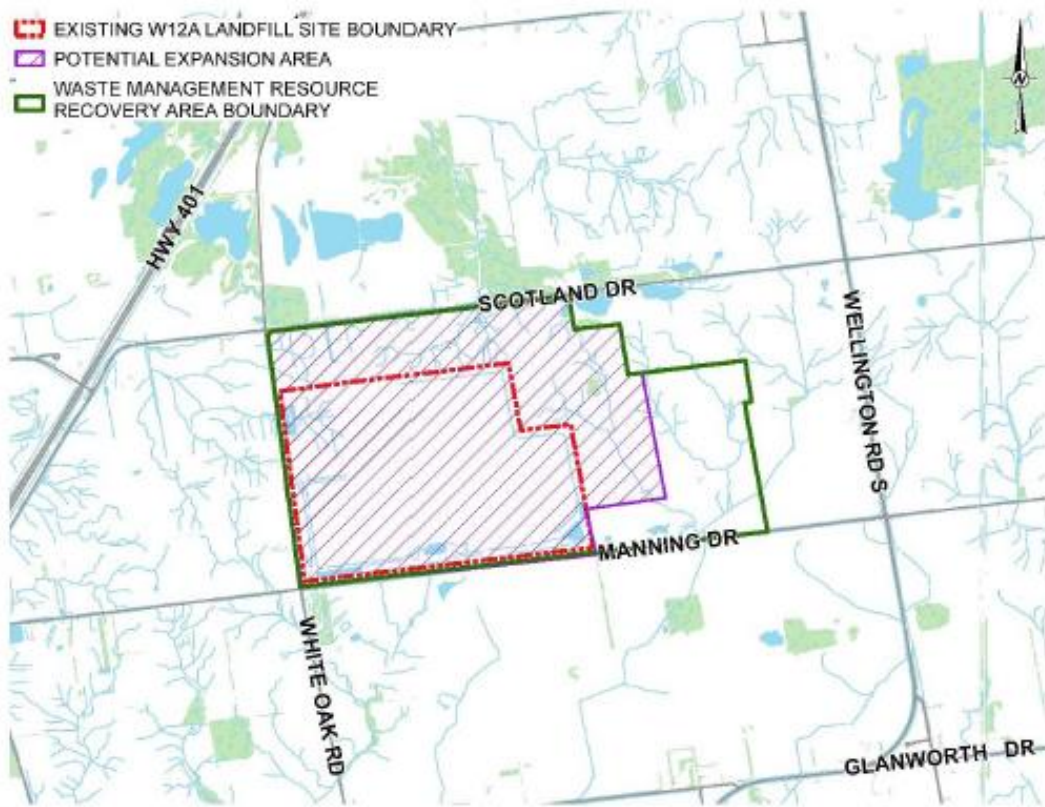 EXISTING W12A LANDFILL SITE BOUNDARY
POTENTIAL EXPANSION AREA
WASTE MANAGEMENT RESOURCE
RECOVERY AREA BOUNDARY
N
HWY 401
SCOTLAND DR
WELLINGTON RD S
MANNING DR
WHITE OAK RD
GLANWORTH DR